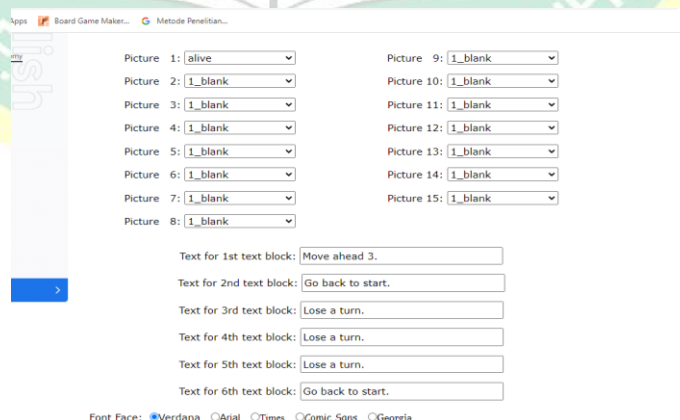 Apps Board Game Maker... Metode Penelitian...
my
lish
Picture 1: alive Picture 9: 1_blank
Picture 2: 1_blank Picture 10: 1_blank
Picture 3: 1_blank Picture 11: 1_blank
Picture 4: 1_blank Picture 12: 1_blank
Picture 5: 1_blank Picture 13: 1_blank
Picture 6: 1_blank Picture 14: 1_blank
Picture 7: 1_blank Picture 15: 1_blank
Picture 8: 1_blank
Text for 1st text block: Move ahead 3.
Text for 2nd text block: Go back to start.
Text for 3rd text block: Lose a turn.
Text for 4th text block: Lose a turn.
Text for 5th text block: Lose a turn.
Text for 6th text block: Go back to start.
Font Face: Verdana Arial Times Comic Sans Georgia